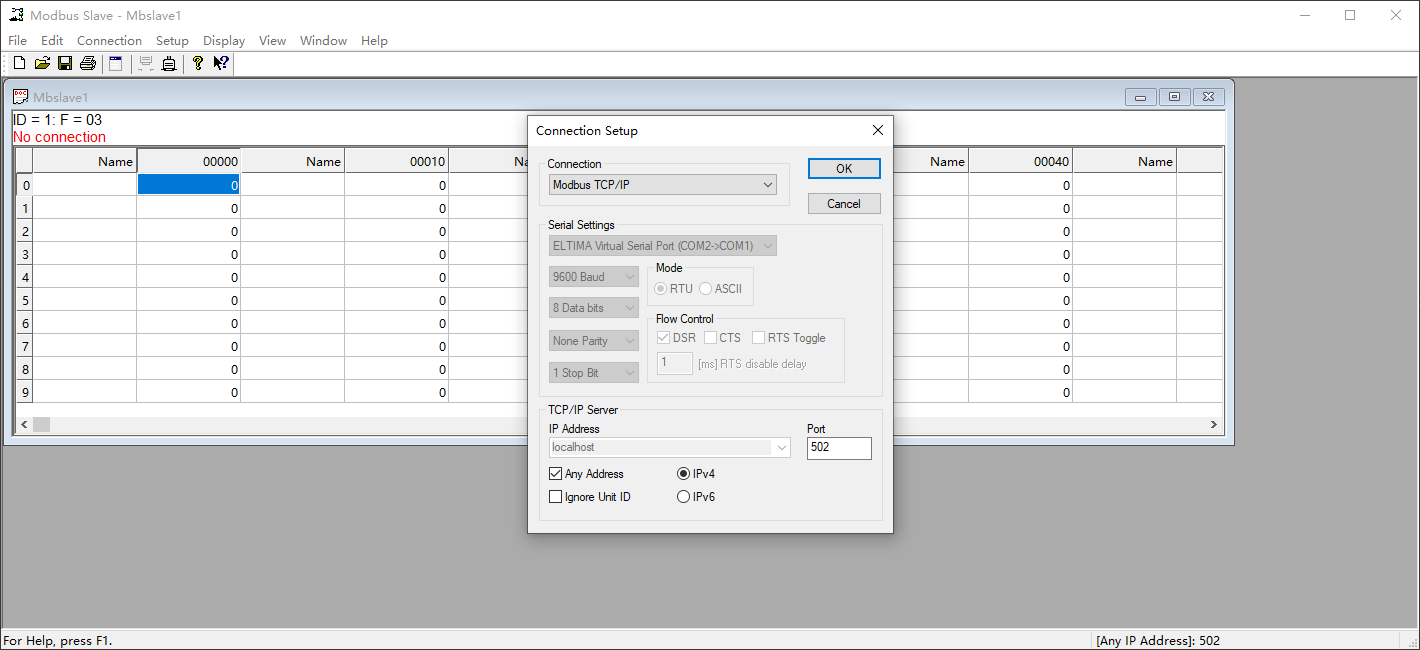 Modbus Slave - Mbslave1
File Edit Connection Setup Display View Window Help
Mbslave1
ID = 1: F = 03
No connection
Name 00000 Name 00010 Na Name 00040 Name
0 0 0 0
1 0 0 0
2 0 0 0
3 0 0 0
4 0 0 0
5 0 0 0
6 0 0 0
7 0 0 0
8 0 0 0
9 0 0 0
Connection Setup
Connection
Modbus TCP/IP
OK
Cancel
Serial Settings
ELTIMA Virtual Serial Port (COM2->COM1)
9600 Baud
8 Data bits
None Parity
1 Stop Bit
Mode
RTU ASCII
Flow Control
DSR CTS RTS Toggle
1 [ms] RTS disable delay
TCP/IP Server
IP Address Port
localhost 502
Any Address IPv4
Ignore Unit ID IPv6
For Help, press F1. [Any IP Address]: 502